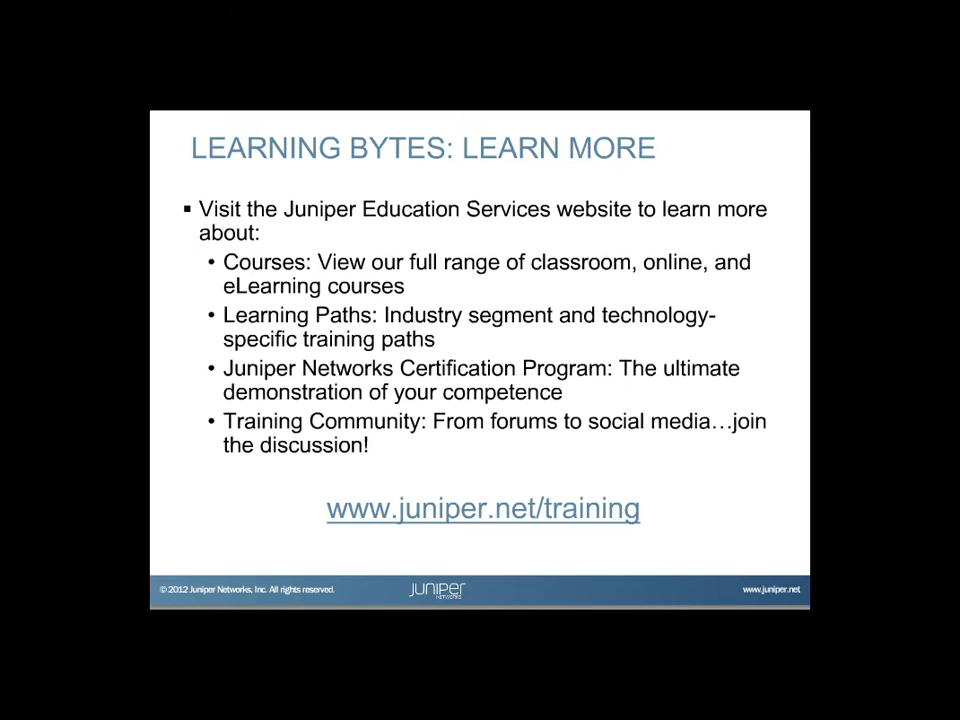 LEARNING BYTES: LEARN MORE
▪ Visit the Juniper Education Services website to learn more
about:
• Courses: View our full range of classroom, online, and
eLearning courses
• Learning Paths: Industry segment and technology-
specific training paths
• Juniper Networks Certification Program: The ultimate
demonstration of your competence
• Training Community: From forums to social media…join
the discussion!
www.juniper.net/training
© 2012 Juniper Networks, Inc. All rights reserved.
JUNIPER
NETWORKS
www.juniper.net